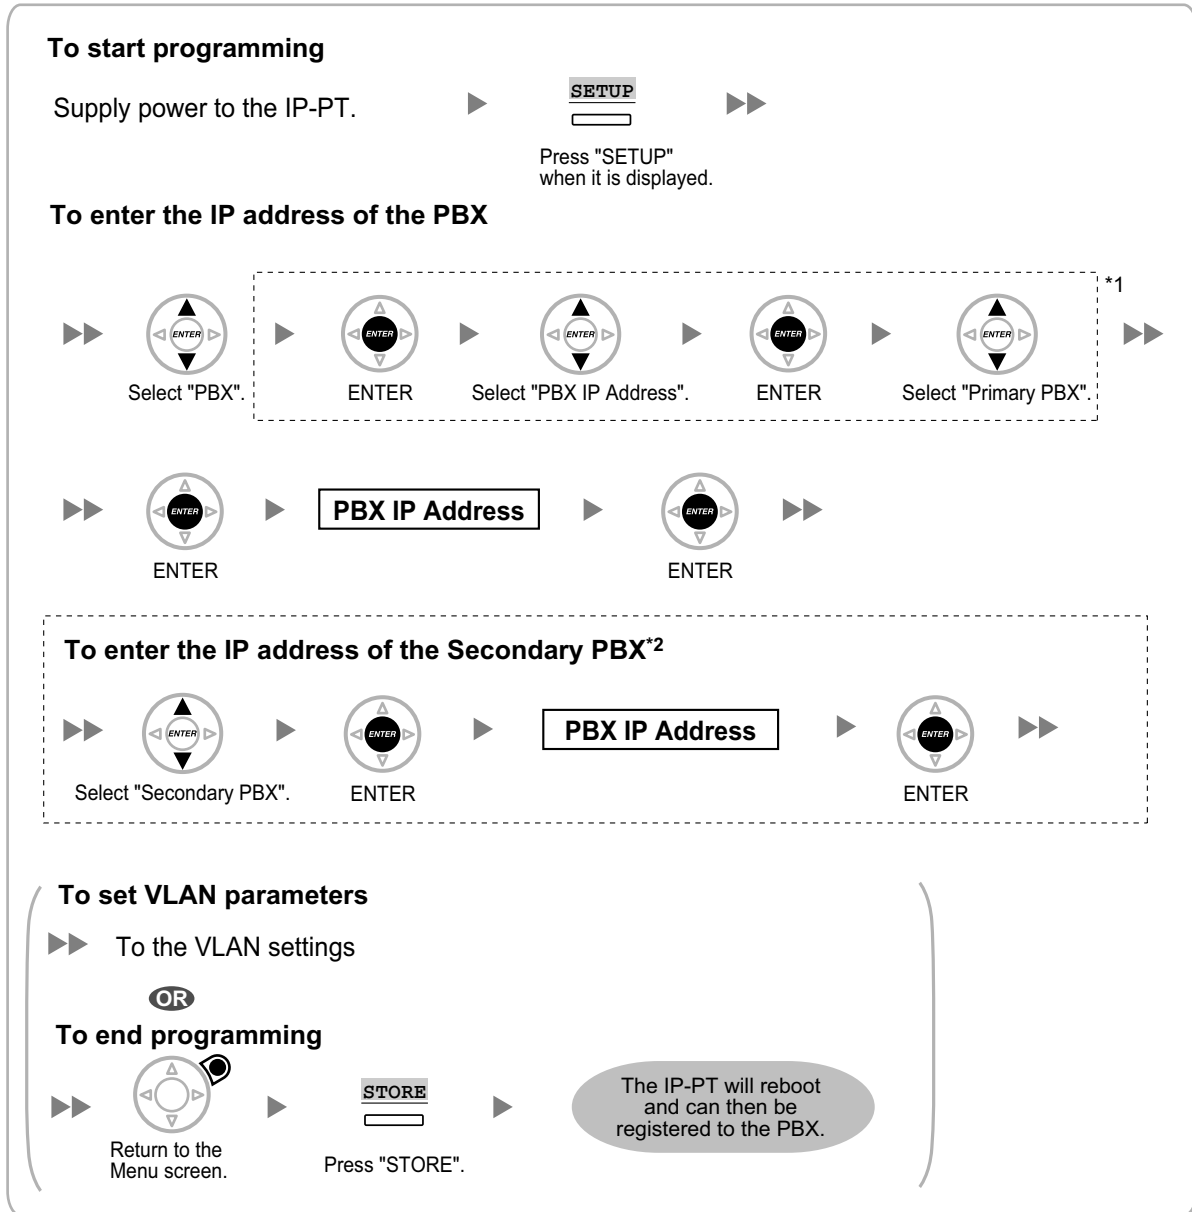 To start programming
Supply power to the IP-PT.
SETUP
Press "SETUP"
when it is displayed.
To enter the IP address of the PBX
*1
ENTER
ENTER
ENTER
ENTER
ENTER
Select "PBX".
ENTER
Select "PBX IP Address".
ENTER
Select "Primary PBX".
ENTER
PBX IP Address
ENTER
ENTER
ENTER
To enter the IP address of the Secondary PBX*2
ENTER
ENTER
PBX IP Address
ENTER
Select "Secondary PBX".
ENTER
ENTER
To set VLAN parameters
To the VLAN settings
OR
To end programming
Return to the
Menu screen.
STORE
Press "STORE".
The IP-PT will reboot
and can then be
registered to the PBX.